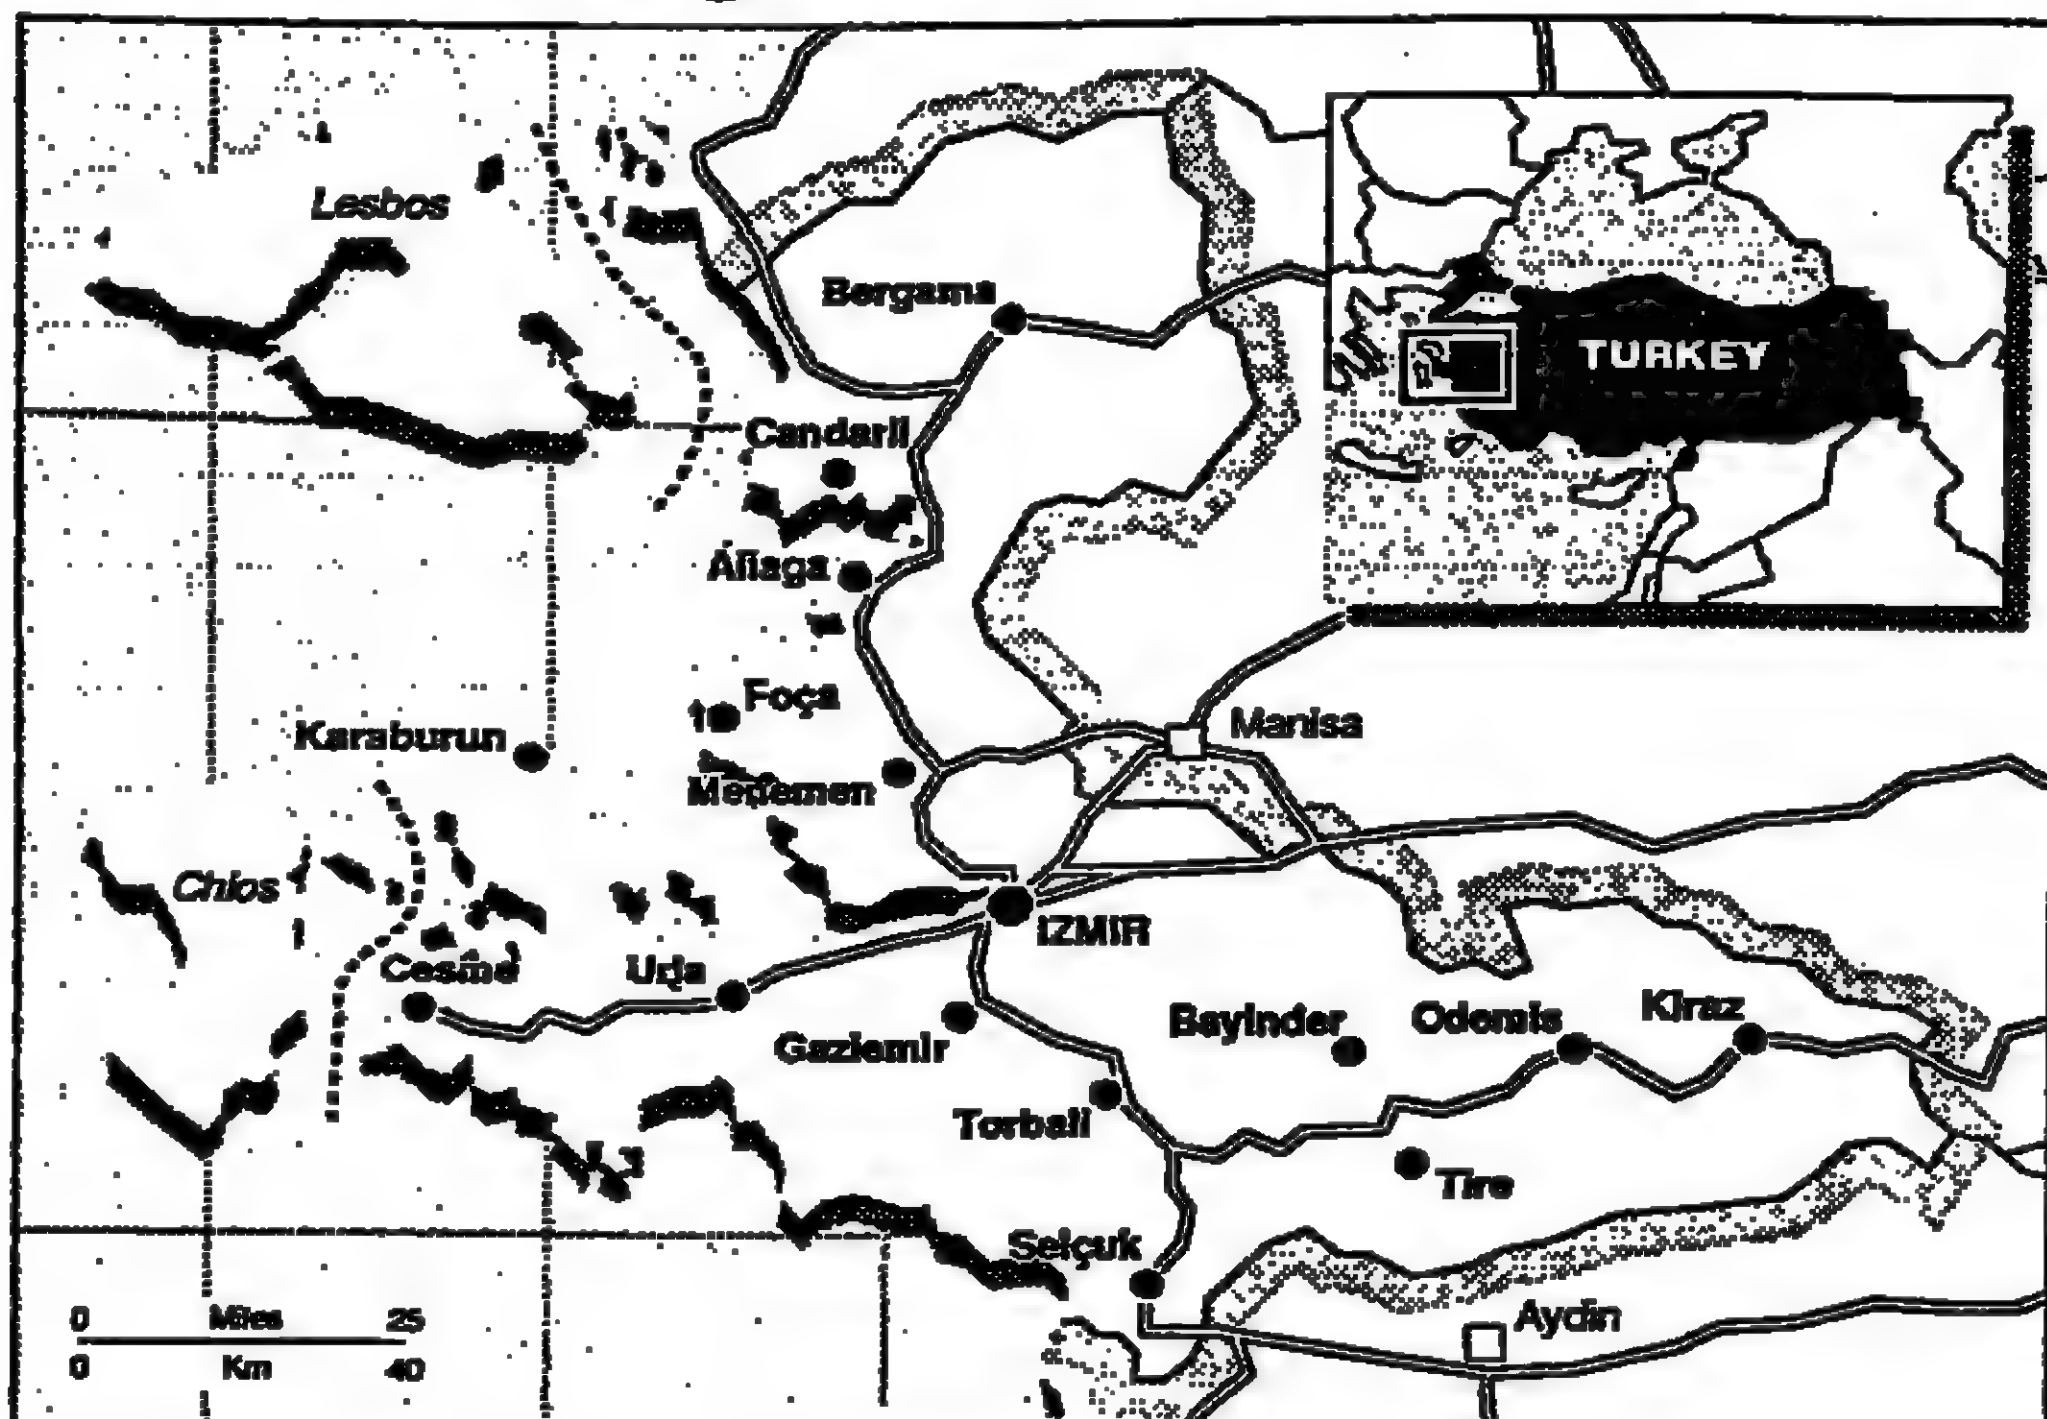 Lesbos
Bergama
TURKEY
Candarli
Aliaga
Foça
Karaburun
Manisa
Menemen
Chios
IZMIR
Cesme
Urla
Gaziemir
Bayinder
Odemis
Kiraz
Torbali
Tire
Selçuk
Aydin
0 Miles 25
0 Km 40